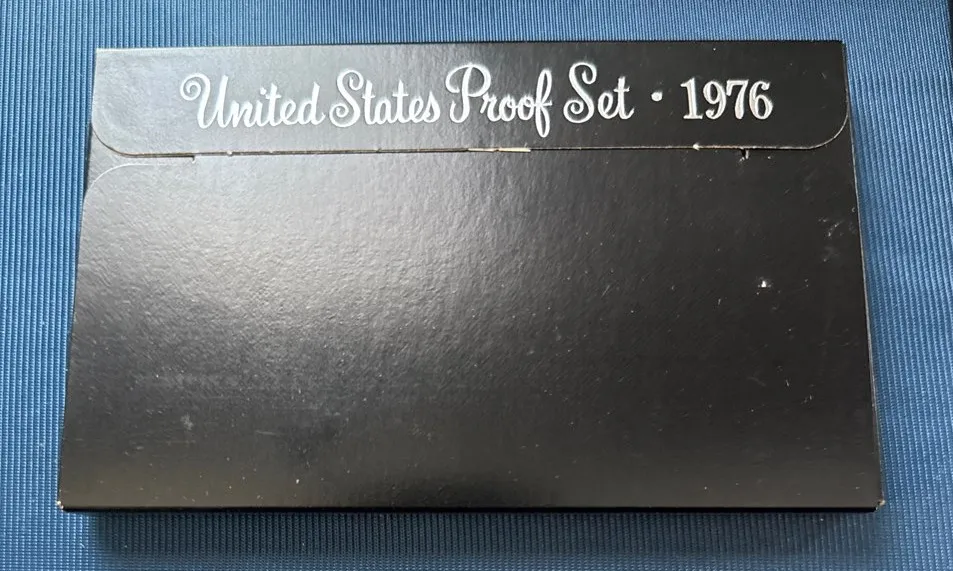 United States Proof Set · 1976